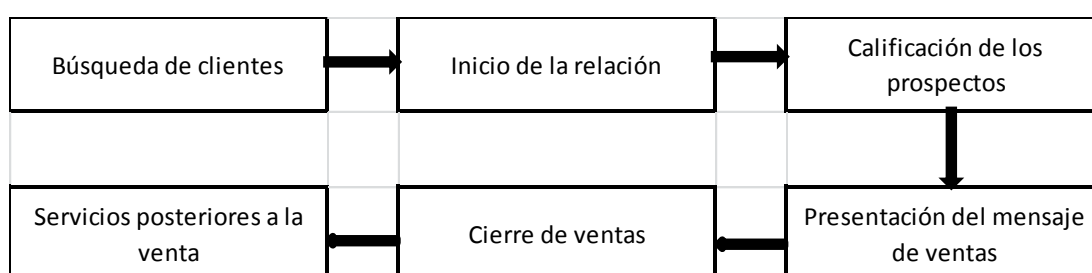 Búsqueda de clientes
Inicio de la relación
Calificación de los
prospectos
Presentación del mensaje
de ventas
Cierre de ventas
Servicios posteriores a la
venta